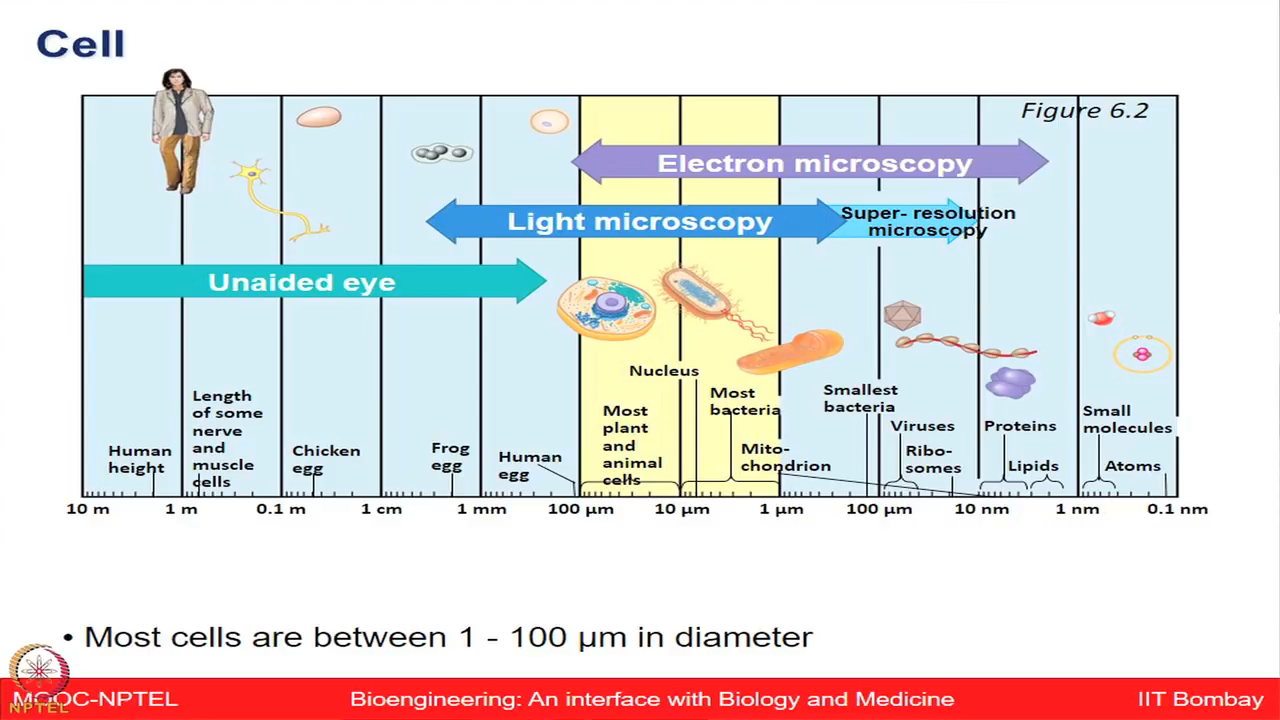 Cell
Figure 6.2
Electron microscopy
Light microscopy
Super- resolution
microscopy
Unaided eye
Human
height
Length
of some
nerve
and
muscle
cells
Chicken
egg
Frog
egg
Human
egg
Most
plant
and
animal
cells
Nucleus
Most
bacteria
Mito-
chondrion
Smallest
bacteria
Viruses
Ribo-
somes
Proteins
Lipids
Small
molecules
Atoms
10 m 1 m 0.1 m 1 cm 1 mm 100 µm 10 µm 1 µm 100 µm 10 nm 1 nm 0.1 nm
• Most cells are between 1 - 100 µm in diameter
NPTEL
MOOC-NPTEL Bioengineering: An interface with Biology and Medicine IIT Bombay